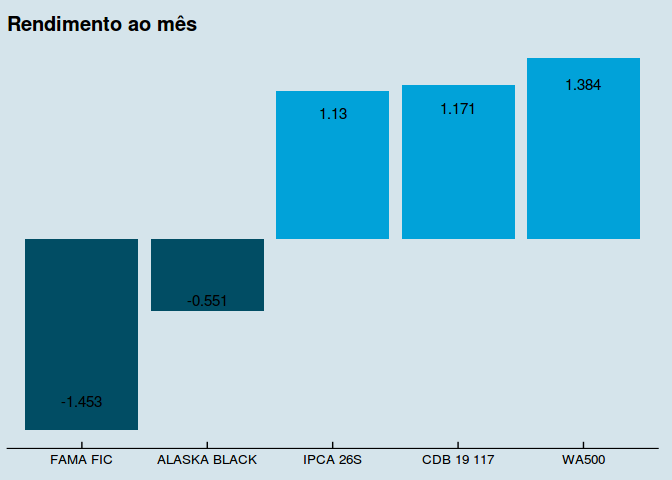 Rendimento ao mês
1.384
1.171
1.13
-0.551
-1.453
FAMA FIC
ALASKA BLACK
IPCA 26S
CDB 19 117
WA500